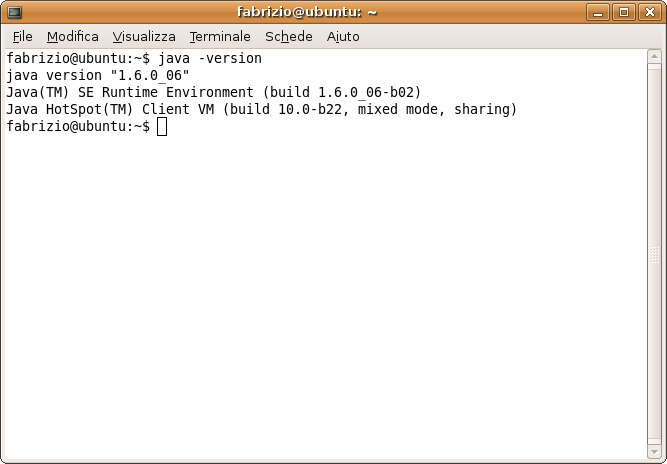 fabrizio@ubuntu: ~
File Modifica Visualizza Terminale Schede Aiuto
fabrizio@ubuntu:~$ java -version
java version "1.6.0_06"
Java(TM) SE Runtime Environment (build 1.6.0_06-b02)
Java HotSpot(TM) Client VM (build 10.0-b22, mixed mode, sharing)
fabrizio@ubuntu:~$